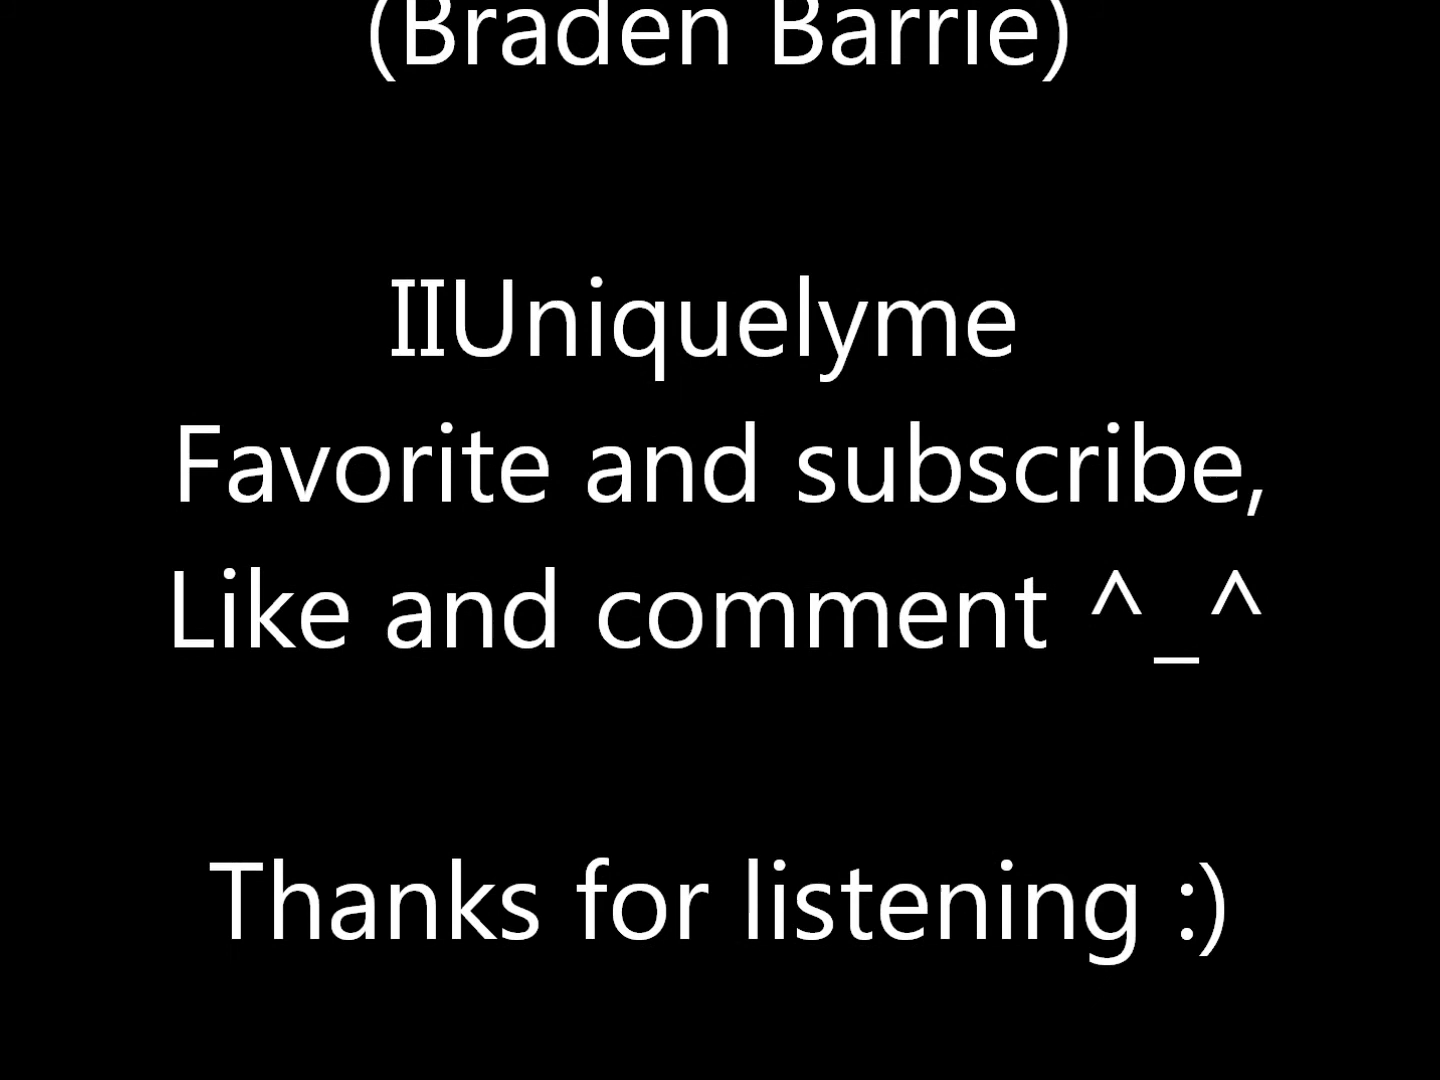 (Braden Barrie)
IIUniquelyme
Favorite and subscribe,
Like and comment ^_^
Thanks for listening :)